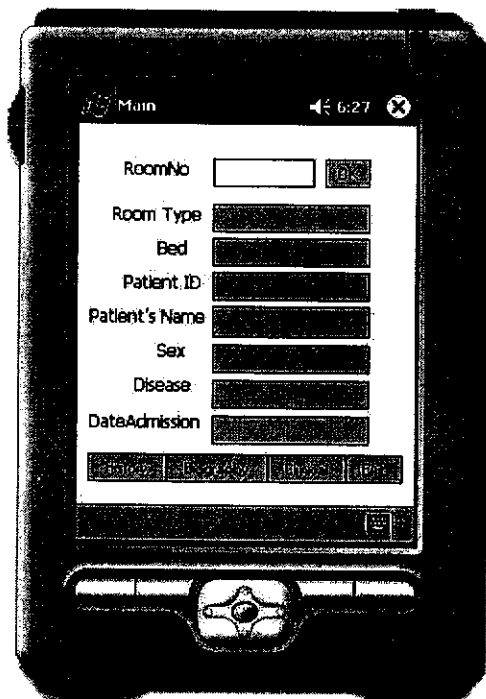 Main 6:27
RoomNo OK
Room Type
Bed
Patient ID
Patient's Name
Sex
Disease
DateAdmission